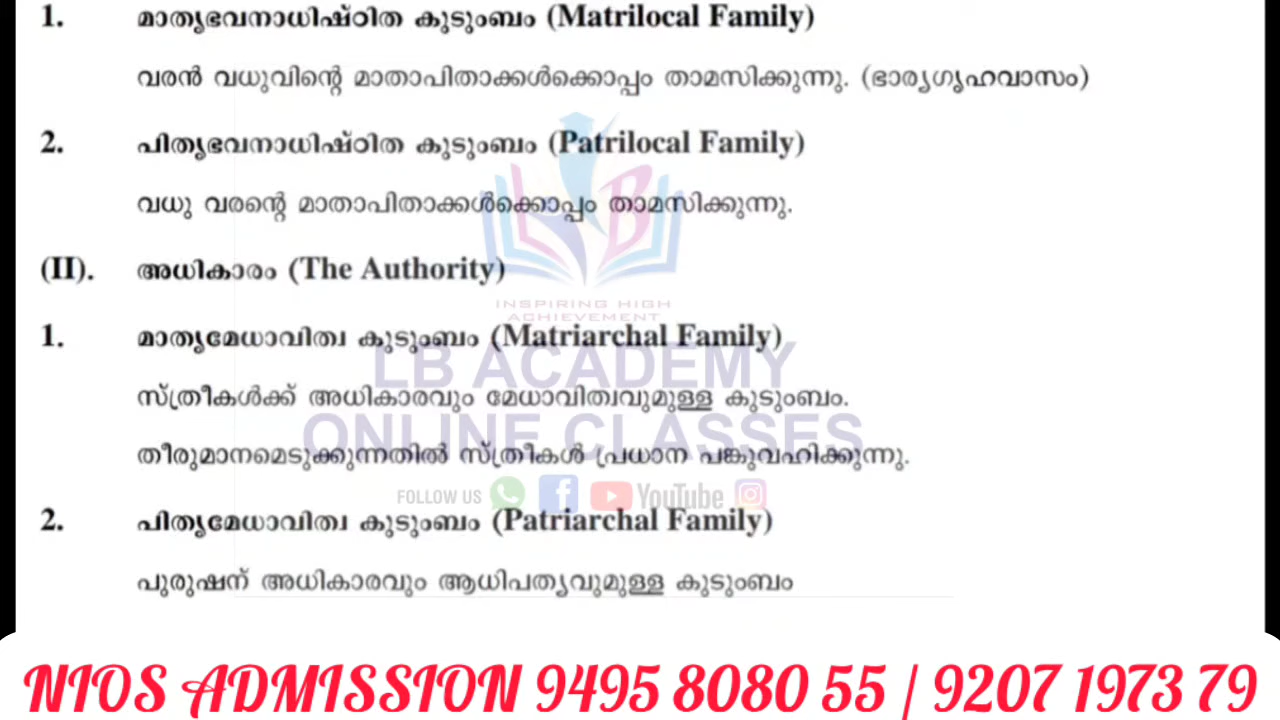 1. മാതൃഭവനാധിഷ്ഠിത കുടുംബം (Matrilocal Family)
വരൻ വധുവിന്റെ മാതാപിതാക്കൾക്കൊപ്പം താമസിക്കുന്നു. (ഭാര്യഗൃഹവാസം)
2. പിതൃഭവനാധിഷ്ഠിത കുടുംബം (Patrilocal Family)
വധു വരന്റെ മാതാപിതാക്കൾക്കൊപ്പം താമസിക്കുന്നു.
(II). അധികാരം (The Authority)
INSPIRING HIGH
ACHIEVEMENT
1. മാതൃമേധാവിത്വ കുടുംബം (Matriarchal Family)
LB ACADEMY
സ്ത്രീകൾക്ക് അധികാരവും മേധാവിത്വവുമുള്ള കുടുംബം.
ONLINE CLASSES
തീരുമാനമെടുക്കുന്നതിൽ സ്ത്രീകൾ പ്രധാന പങ്കുവഹിക്കുന്നു.
FOLLOW US YouTube
2. പിതൃമേധാവിത്വ കുടുംബം (Patriarchal Family)
പുരുഷന് അധികാരവും ആധിപത്യവുമുള്ള കുടുംബം
NIOS ADMISSION 9495 8080 55 / 9207 1973 79